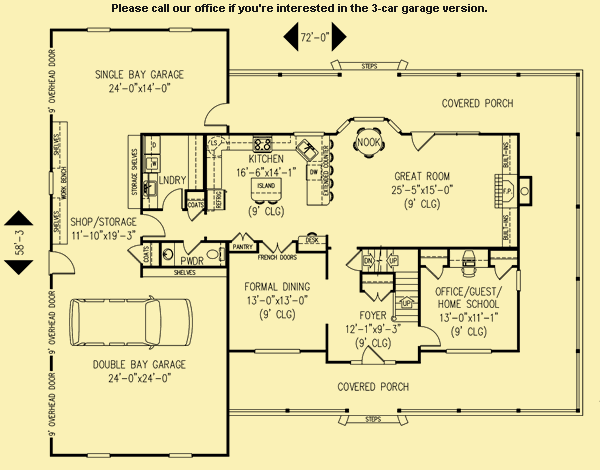 Please call our office if you're interested in the 3-car garage version.
72'-0"
STEPS
9' OVERHEAD DOOR
SINGLE BAY GARAGE
24'-0"x14'-0"
COVERED PORCH
SHELVES
WORK BENCH
SHELVES
STORAGE SHELVES
W
LNDRY
COATS
LS
REFRIG
KITCHEN
16'-6"x14'-1"
ISLAND
(9' CLG)
DW
EXTENDED COUNTER
NOOK
GREAT ROOM
25'-5"x15'-0"
(9' CLG)
BUILT-INS
F.P.
BUILT-INS
58'-3
SHOP/STORAGE
11'-10"x19'-3"
COATS
PWDR
SHELVES
PANTRY
FRENCH DOORS
DESK
DN
UP
UP
FORMAL DINING
13'-0"x13'-0"
(9' CLG)
FOYER
12'-1"x9'-3"
(9' CLG)
OFFICE/GUEST/
HOME SCHOOL
13'-0"x11'-1"
(9' CLG)
9' OVERHEAD DOOR
DOUBLE BAY GARAGE
24'-0"x24'-0"
9' OVERHEAD DOOR
COVERED PORCH
STEPS